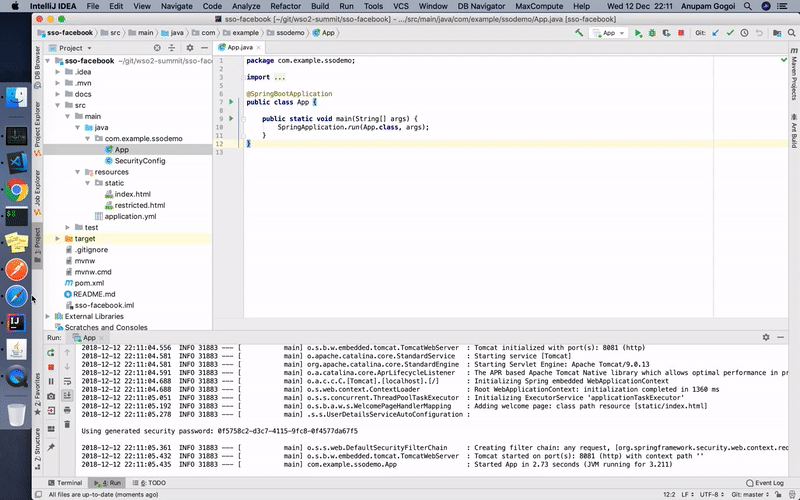 IntelliJ IDEA File Edit View Navigate Code Analyze Refactor Build Run Tools VCS Window DB Navigator MaxCompute Help Wed 12 Dec 22:11 Anupam Gogoi
sso-facebook [~/git/wso2-summit/sso-facebook] - .../src/main/java/com/example/ssodemo/App.java [sso-facebook]
sso-facebook src main java com example ssodemo App App Git:
Project App.java
DB Browser
Project Explorer
Job Explorer
1: Project
2: Favorites
7: Structure
Maven Projects
Ant Build
sso-facebook ~/git/wso2-summit/sso-fac
.idea
.mvn
docs
src
main
java
com.example.ssodemo
App
SecurityConfig
resources
static
index.html
restricted.html
application.yml
test
target
.gitignore
mvnw
mvnw.cmd
pom.xml
README.md
sso-facebook.iml
External Libraries
Scratches and Consoles
1 package com.example.ssodemo;
2
3 import ...
5
6 @SpringBootApplication
7 public class App {
8
9 public static void main(String[] args) {
10 SpringApplication.run(App.class, args);
11 }
12 }
13
Run: App
2018-12-12 22:11:04.556 INFO 31883 --- [ main] o.s.b.w.embedded.tomcat.TomcatWebServer : Tomcat initialized with port(s): 8081 (http)
2018-12-12 22:11:04.581 INFO 31883 --- [ main] o.apache.catalina.core.StandardService : Starting service [Tomcat]
2018-12-12 22:11:04.581 INFO 31883 --- [ main] org.apache.catalina.core.StandardEngine : Starting Servlet Engine: Apache Tomcat/9.0.13
2018-12-12 22:11:04.591 INFO 31883 --- [ main] o.a.catalina.core.AprLifecycleListener : The APR based Apache Tomcat Native library which allows optimal performance in pr
2018-12-12 22:11:04.688 INFO 31883 --- [ main] o.a.c.c.C.[Tomcat].[localhost].[/] : Initializing Spring embedded WebApplicationContext
2018-12-12 22:11:04.688 INFO 31883 --- [ main] o.s.web.context.ContextLoader : Root WebApplicationContext: initialization completed in 1360 ms
2018-12-12 22:11:05.051 INFO 31883 --- [ main] o.s.s.concurrent.ThreadPoolTaskExecutor : Initializing ExecutorService 'applicationTaskExecutor'
2018-12-12 22:11:05.192 INFO 31883 --- [ main] o.s.b.a.w.s.WelcomePageHandlerMapping : Adding welcome page: class path resource [static/index.html]
2018-12-12 22:11:05.278 INFO 31883 --- [ main] .s.s.UserDetailsServiceAutoConfiguration :
Using generated security password: 0f5758c2-d3c7-4115-9fc8-0f4577da67f5
2018-12-12 22:11:05.361 INFO 31883 --- [ main] o.s.s.web.DefaultSecurityFilterChain : Creating filter chain: any request, [org.springframework.security.web.context.req
2018-12-12 22:11:05.432 INFO 31883 --- [ main] o.s.b.w.embedded.tomcat.TomcatWebServer : Tomcat started on port(s): 8081 (http) with context path ''
2018-12-12 22:11:05.435 INFO 31883 --- [ main] com.example.ssodemo.App : Started App in 2.73 seconds (JVM running for 3.211)
Terminal 4: Run 6: TODO Event Log
All files are up-to-date (moments ago) 12:2 LF UTF-8 Git: master